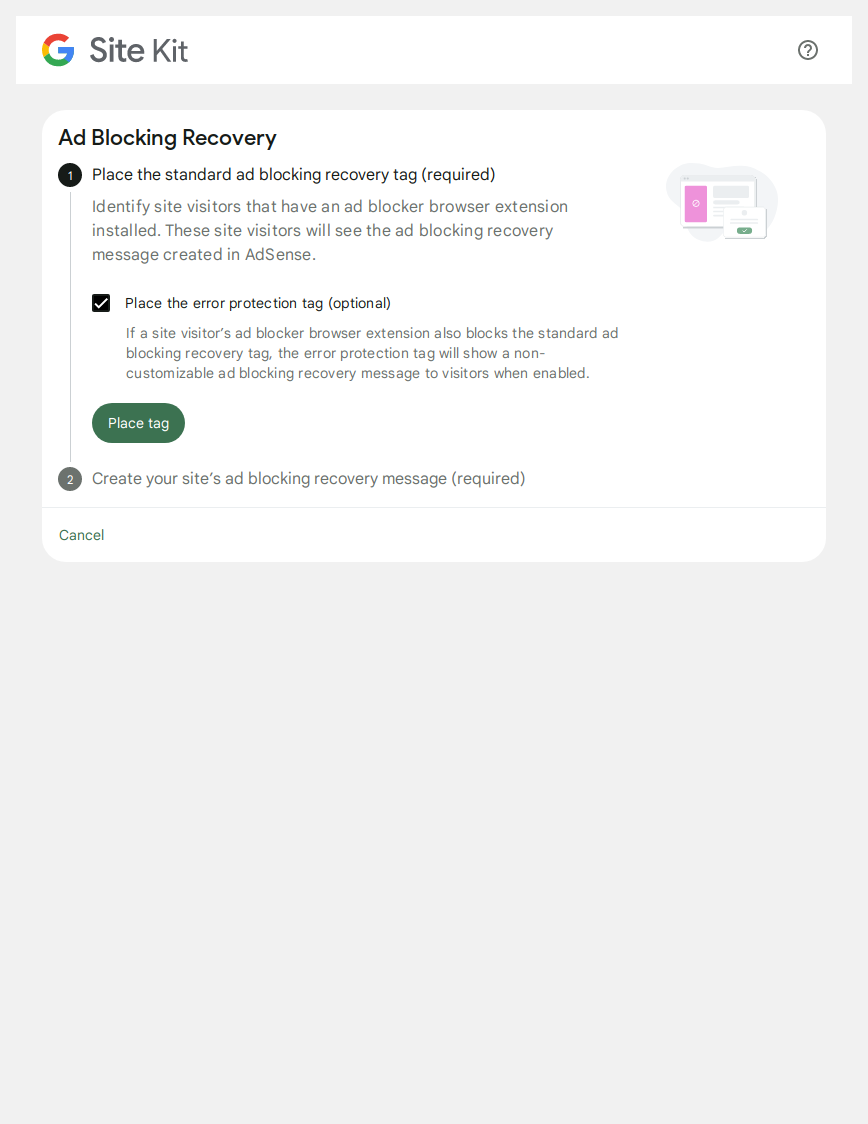 Site Kit
Ad Blocking Recovery
1 Place the standard ad blocking recovery tag (required)
Identify site visitors that have an ad blocker browser extension
installed. These site visitors will see the ad blocking recovery
message created in AdSense.
Place the error protection tag (optional)
If a site visitor’s ad blocker browser extension also blocks the standard ad
blocking recovery tag, the error protection tag will show a non-
customizable ad blocking recovery message to visitors when enabled.
Place tag
2 Create your site’s ad blocking recovery message (required)
Cancel